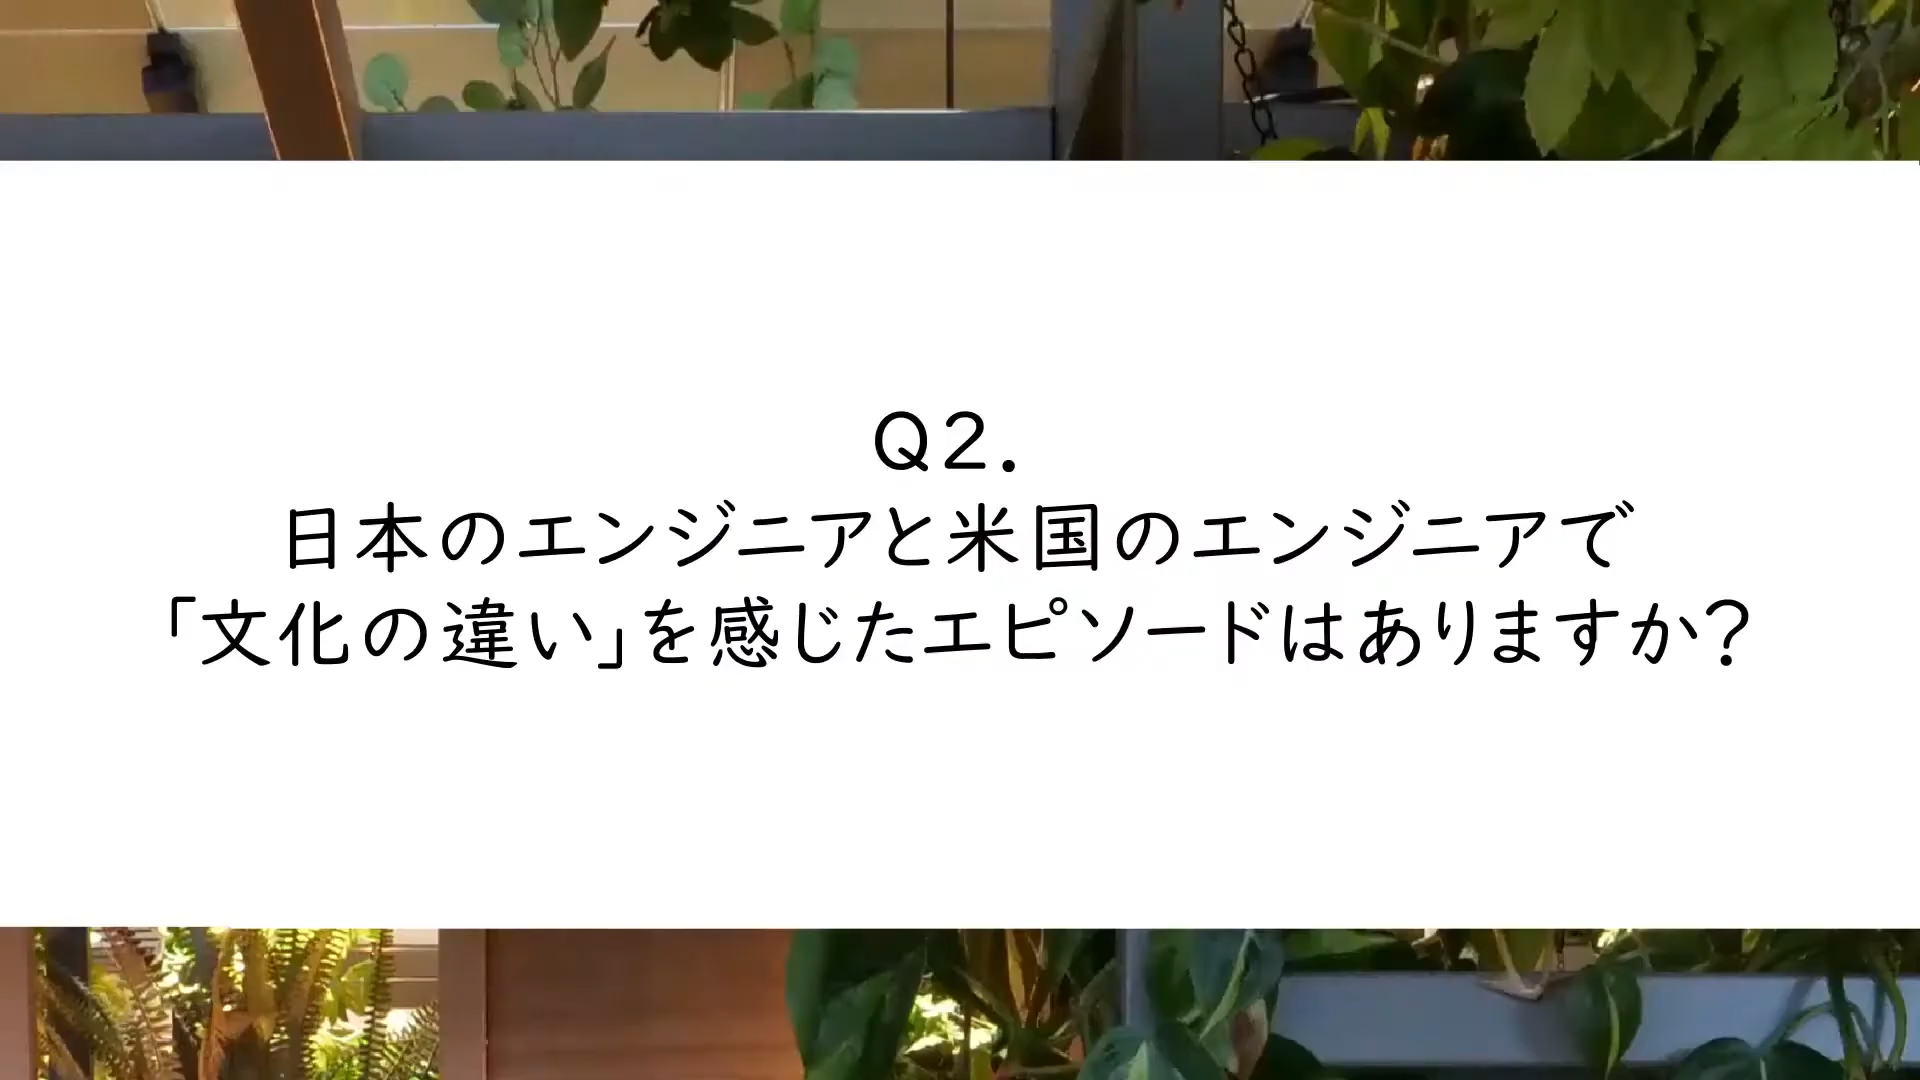 Q2.
日本のエンジニアと米国のエンジニアで
「文化の違い」を感じたエピソードはありますか?